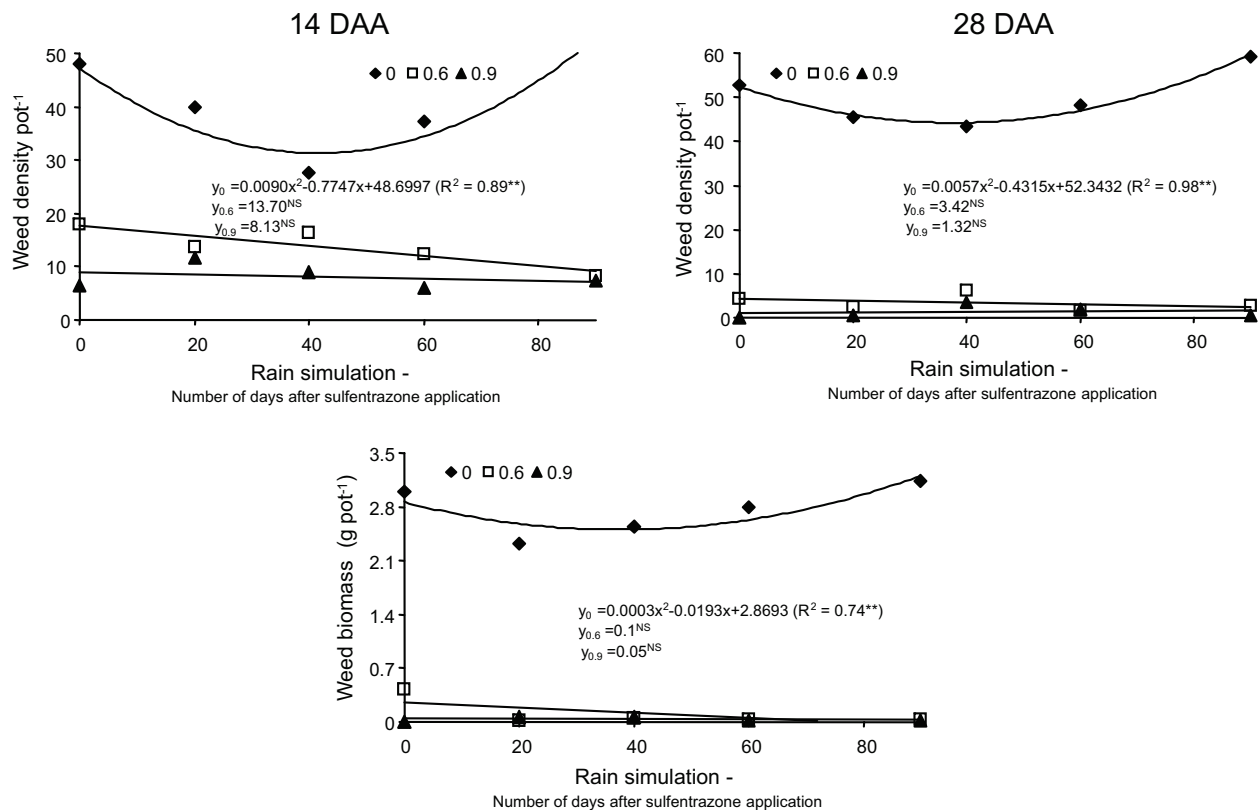 14 DAA
Weed density pot⁻¹
50
40
30
20
10
0
0 0.6 0.9
y₀ =0.0090x²-0.7747x+48.6997 (R² = 0.89**)
y₀.₆ =13.70ᴺˢ
y₀.₉ =8.13ᴺˢ
0 20 40 60 80
Rain simulation -
Number of days after sulfentrazone application
28 DAA
Weed density pot⁻¹
60
50
40
30
20
10
0
0 0.6 0.9
y₀ =0.0057x²-0.4315x+52.3432 (R² = 0.98**)
y₀.₆ =3.42ᴺˢ
y₀.₉ =1.32ᴺˢ
0 20 40 60 80
Rain simulation -
Number of days after sulfentrazone application
Weed biomass (g pot⁻¹)
3.5
2.8
2.1
1.4
0.7
0
0 0.6 0.9
y₀ =0.0003x²-0.0193x+2.8693 (R² = 0.74**)
y₀.₆ =0.1ᴺˢ
y₀.₉ =0.05ᴺˢ
0 20 40 60 80
Rain simulation -
Number of days after sulfentrazone application